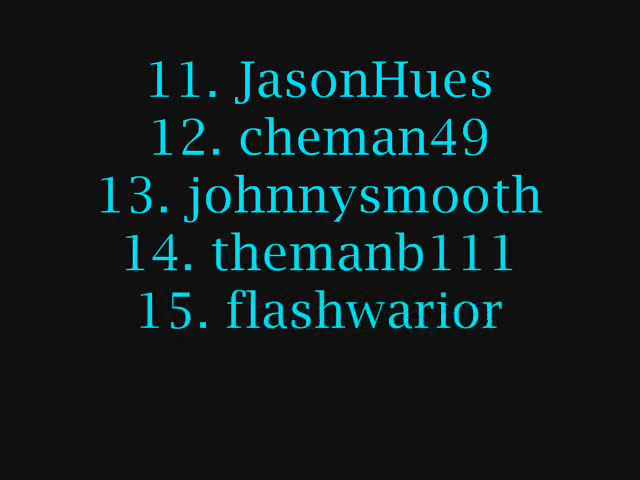 11. JasonHues
12. cheman49
13. johnnysmooth
14. themanb111
15. flashwarior